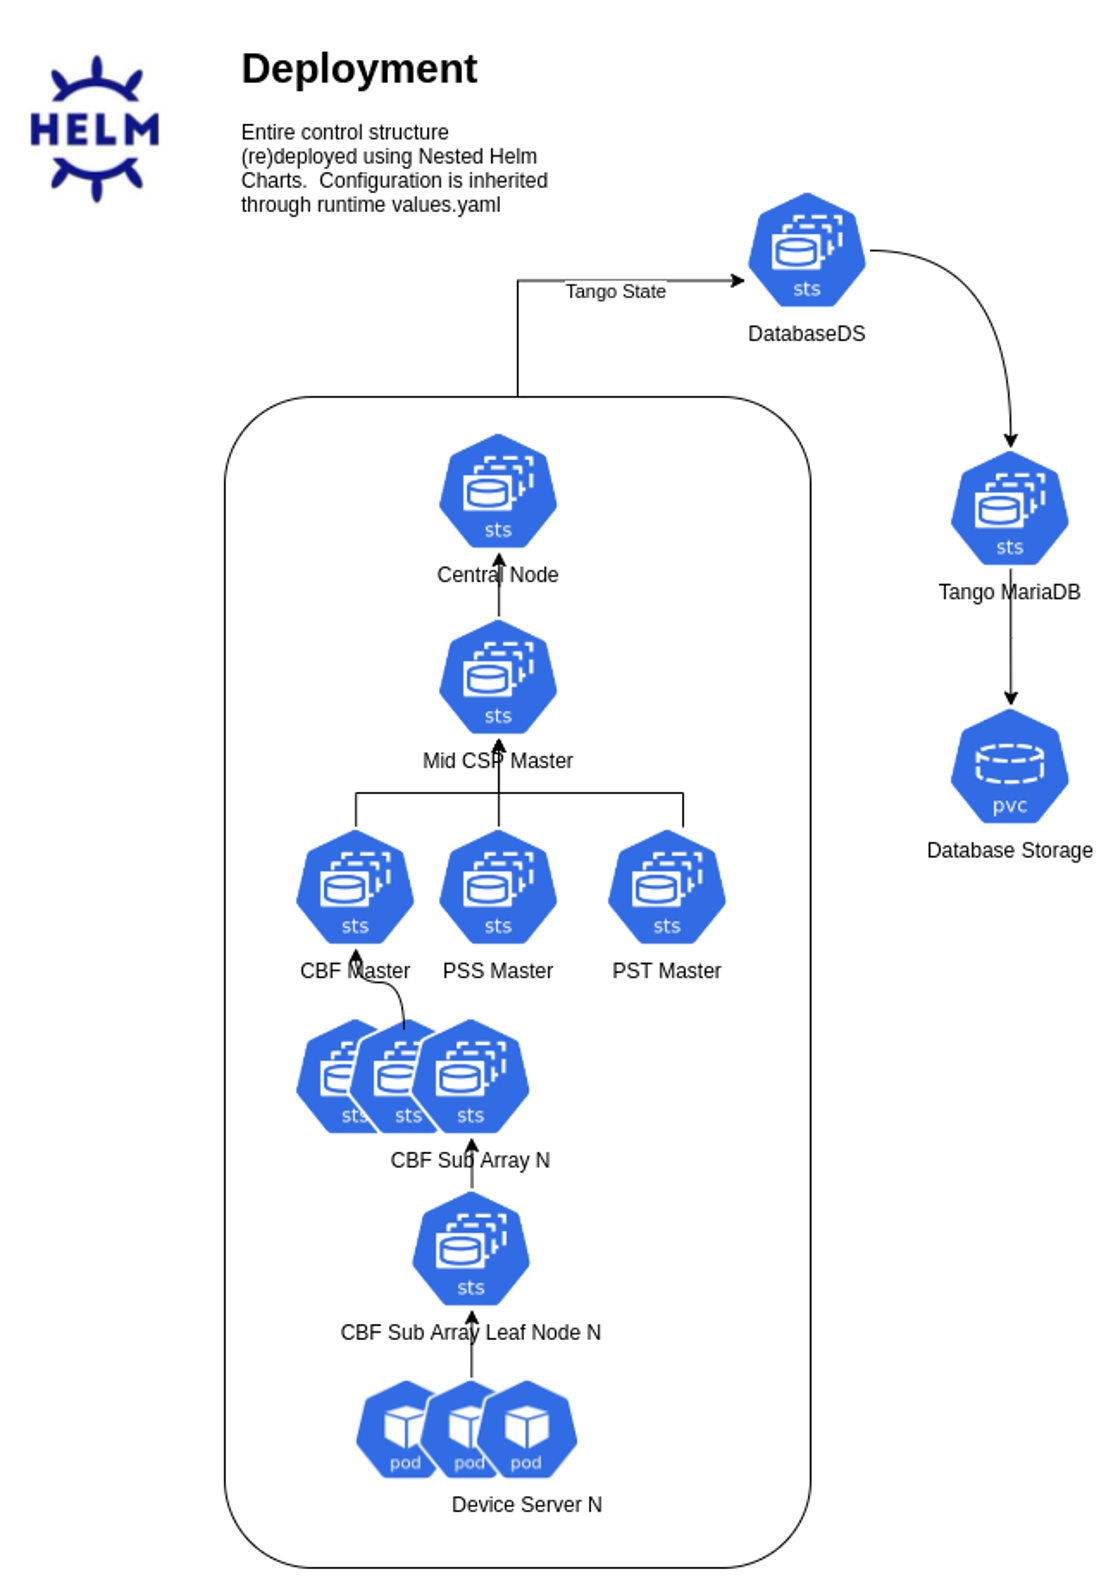 HELM
Deployment
Entire control structure
(re)deployed using Nested Helm
Charts.  Configuration is inherited
through runtime values.yaml
sts
DatabaseDS
Tango State
sts
Central Node
sts
Tango MariaDB
sts
Mid CSP Master
pvc
Database Storage
sts
sts
sts
CBF Master
PSS Master
PST Master
sts
sts
sts
CBF Sub Array N
sts
CBF Sub Array Leaf Node N
pod
pod
pod
Device Server N